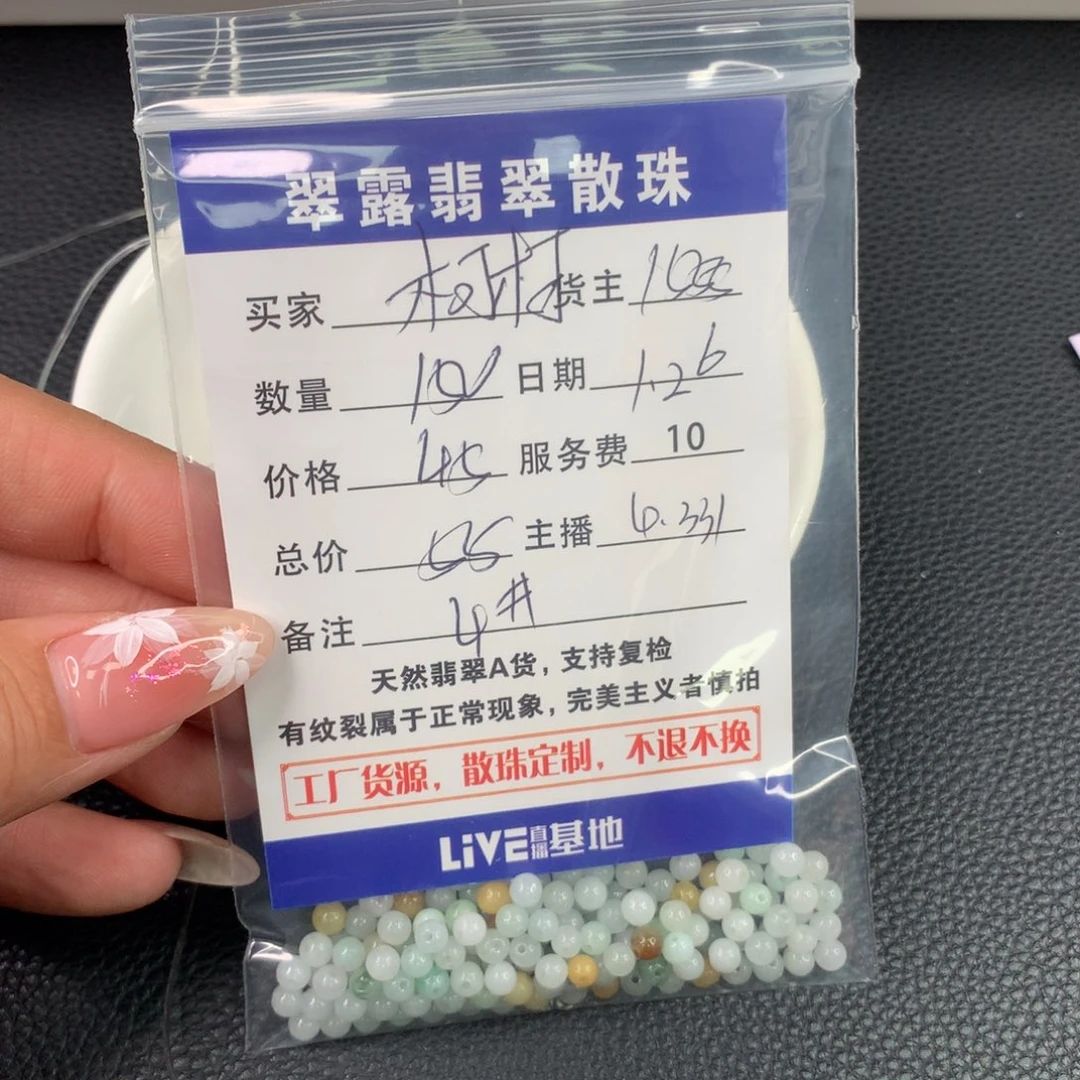 翠露翡翠散珠
买家 货主
数量 日期 1.26
价格 45 服务费 10
总价 主播
备注 4#
天然翡翠A货，支持复检
有纹裂属于正常现象，完美主义者慎拍
工厂货源，散珠定制，不退不换
LiVE直播基地